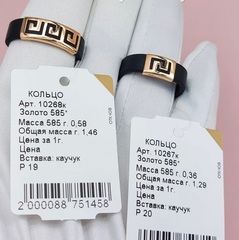 КОЛЬЦО
Арт. 10268к
Золото 585*
Масса 585 г. 0,58
Общая масса г. 1,46
Цена за 1г.
Цена
Вставка: каучук
Р 19
2 000088 751458
КОЛЬЦО
Арт. 10267к
Золото 585*
Масса 585 г. 0,36
Общая масса г. 1,29
Цена за 1г.
Цена
Вставка: каучук
Р 20